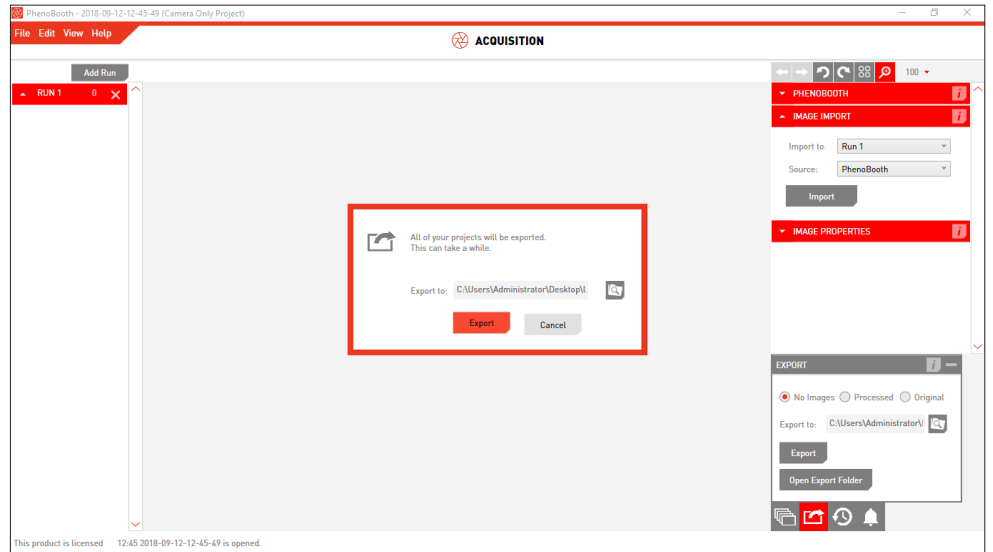 PhenoBooth - 2018-09-12-12-45-49 (Camera Only Project)
File Edit View Help
ACQUISITION
Add Run
100
RUN 1 0
PHENOBOOTH i
IMAGE IMPORT i
Import to Run 1
Source: PhenoBooth
Import
IMAGE PROPERTIES i
All of your projects will be exported.
This can take a while.
Export to: C:\Users\Administrator\Desktop\
Export Cancel
EXPORT i
No Images Processed Original
Export to: C:\Users\Administrator\
Export
Open Export Folder
This product is licensed 12:45 2018-09-12-12-45-49 is opened.